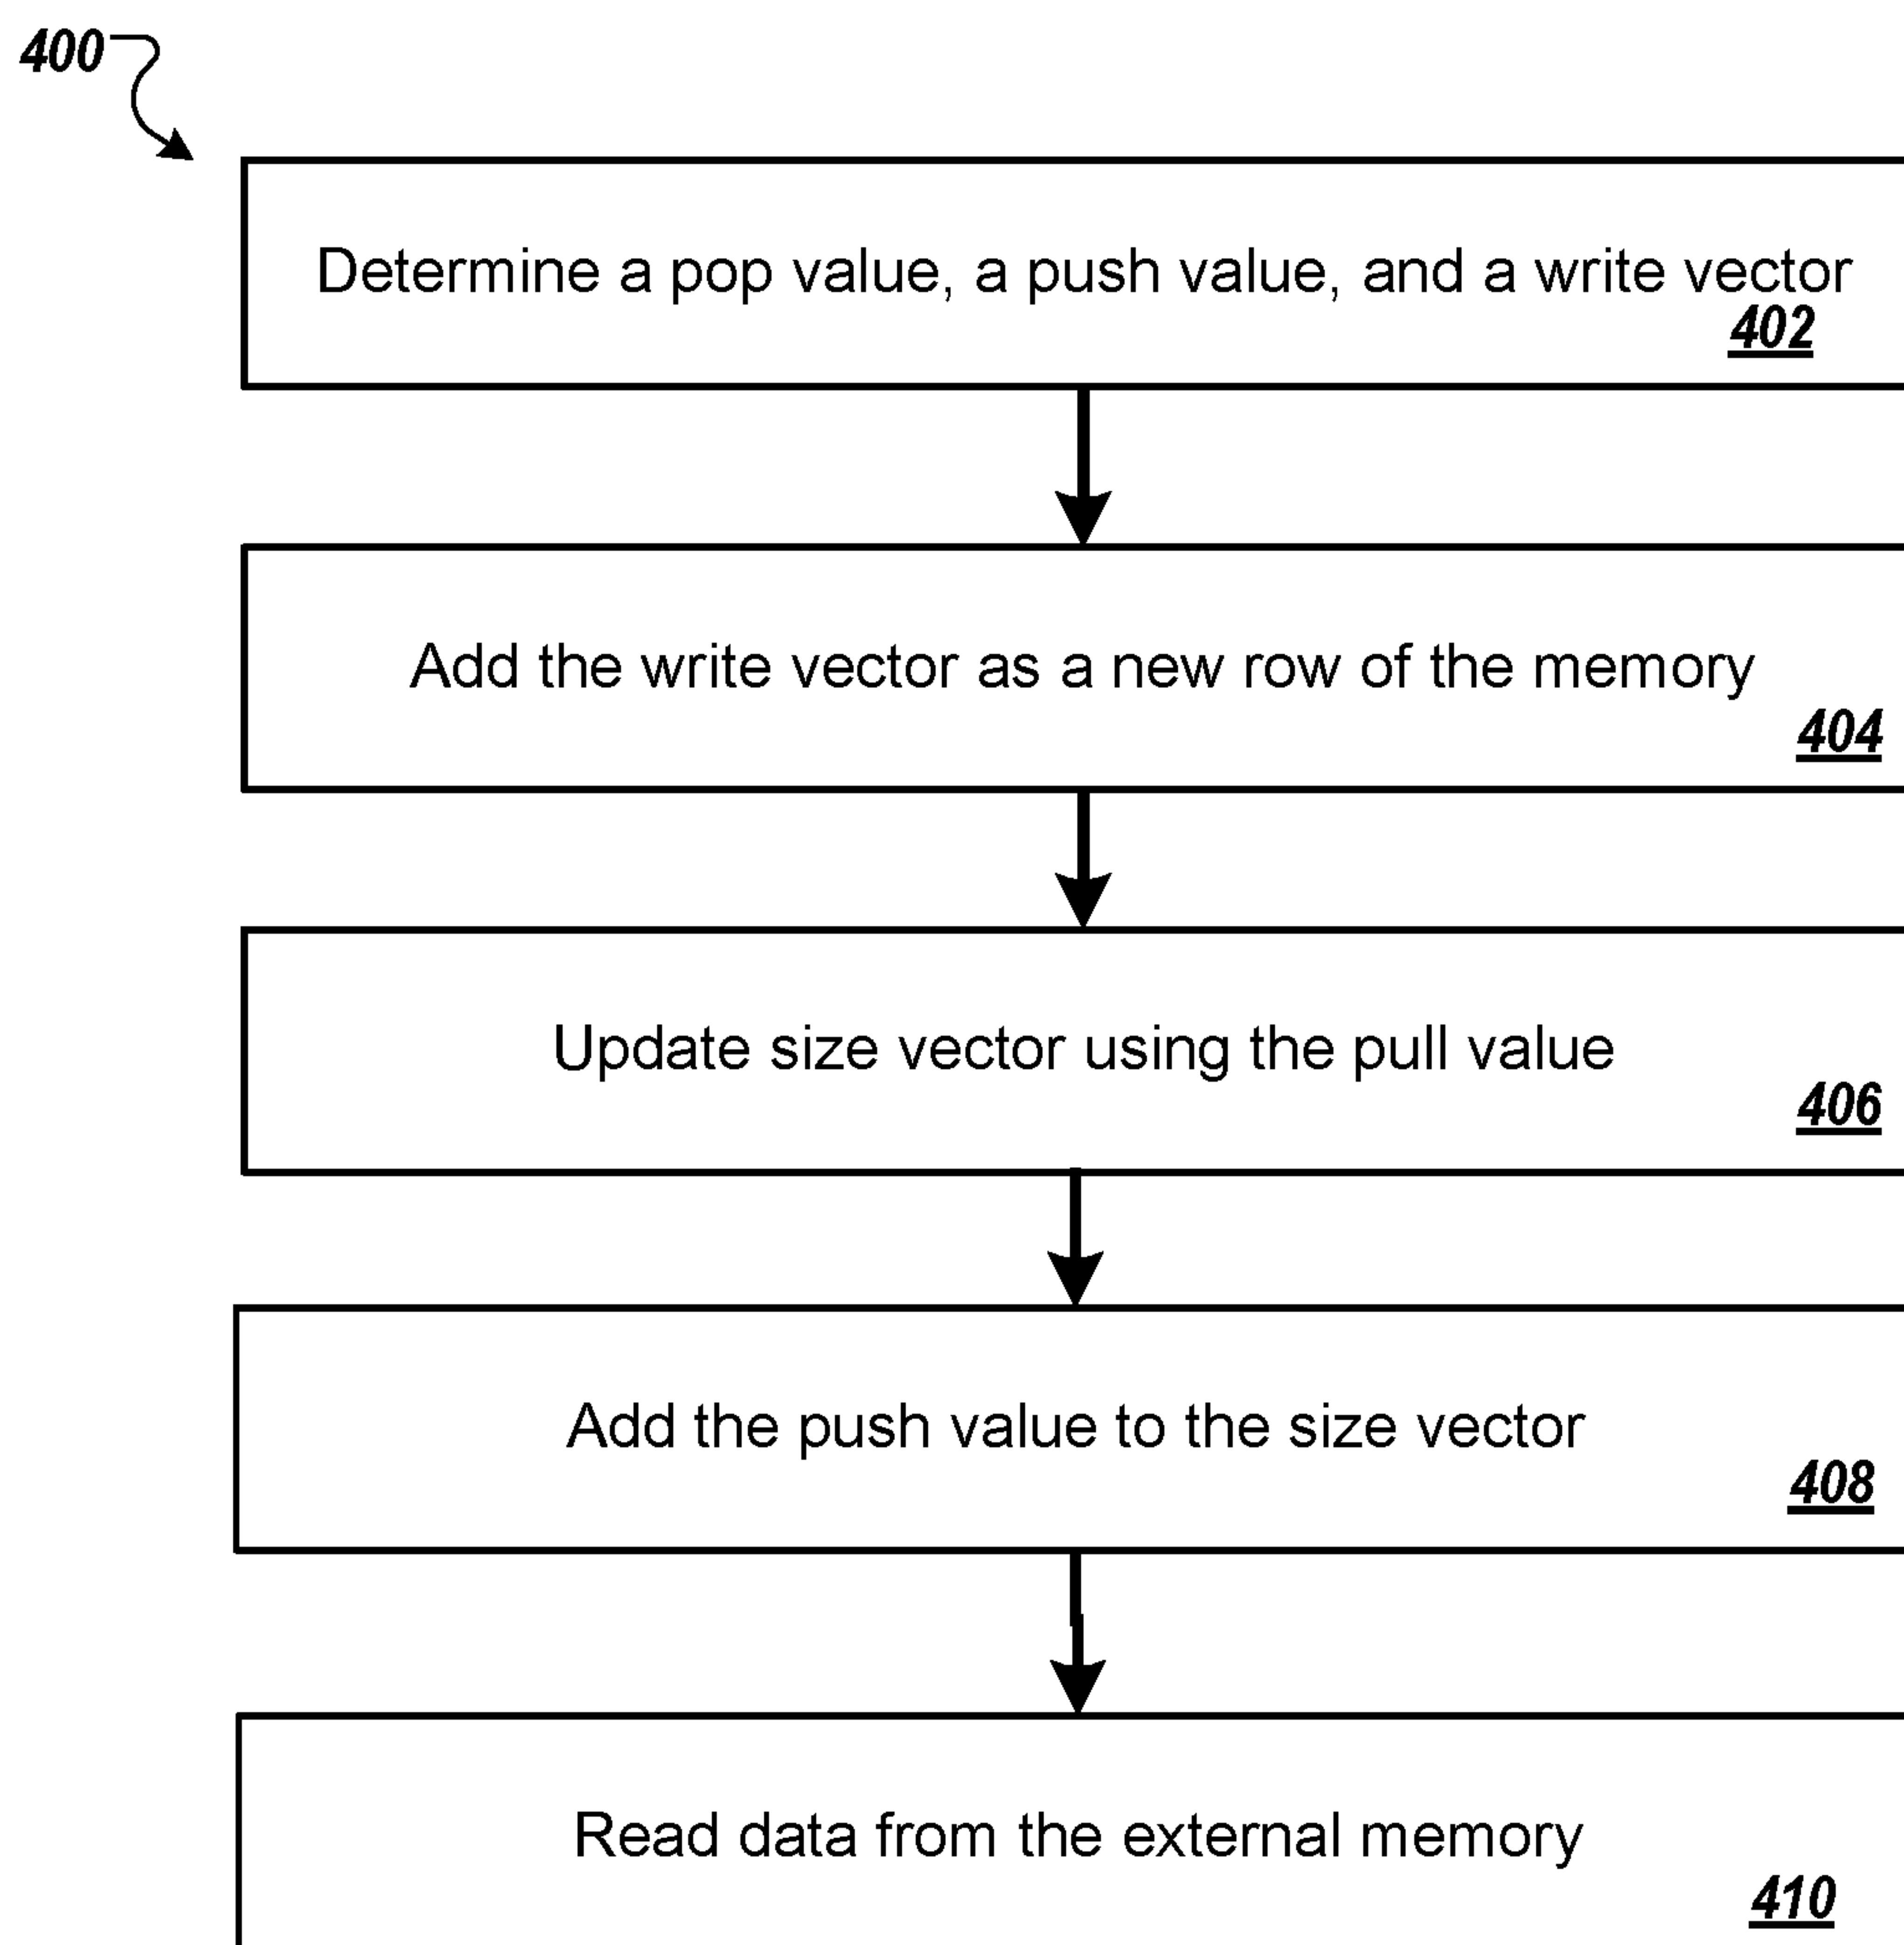 400
Determine a pop value, a push value, and a write vector
402
Add the write vector as a new row of the memory
404
Update size vector using the pull value
406
Add the push value to the size vector
408
Read data from the external memory
410